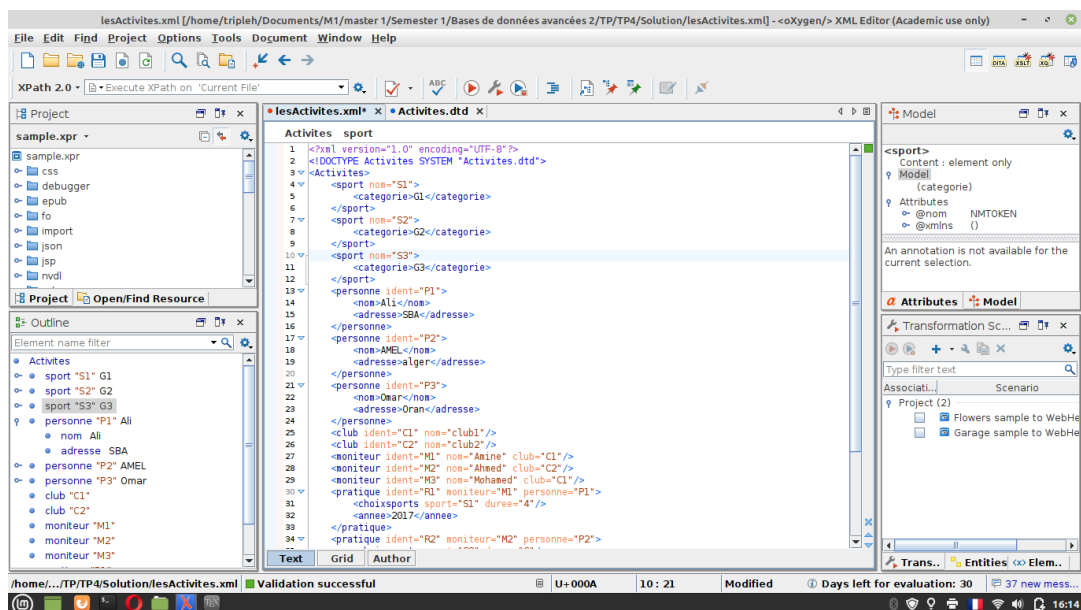 lesActivites.xml [/home/tripleh/Documents/M1/master 1/Semester 1/Bases de données avancées 2/TP/TP4/Solution/lesActivites.xml] - <oXygen/> XML Editor (Academic use only)
File Edit Find Project Options Tools Document Window Help
DITA XSLT XQ
XPath 2.0 Execute XPath on 'Current File'
ABC
Project
sample.xpr
sample.xpr
css
debugger
epub
fo
import
json
jsp
nvdl
Project Open/Find Resource
Outline
Element name filter
Activites
sport "S1" G1
sport "S2" G2
sport "S3" G3
personne "P1" Ali
nom Ali
adresse SBA
personne "P2" AMEL
personne "P3" Omar
club "C1"
club "C2"
moniteur "M1"
moniteur "M2"
moniteur "M3"
lesActivites.xml* Activites.dtd
Activites sport
1 <?xml version="1.0" encoding="UTF-8"?>
2 <!DOCTYPE Activites SYSTEM "Activites.dtd">
3 <Activites>
4 <sport nom="S1">
5 <categorie>G1</categorie>
6 </sport>
7 <sport nom="S2">
8 <categorie>G2</categorie>
9 </sport>
10 <sport nom="S3">
11 <categorie>G3</categorie>
12 </sport>
13 <personne ident="P1">
14 <nom>Ali</nom>
15 <adresse>SBA</adresse>
16 </personne>
17 <personne ident="P2">
18 <nom>AMEL</nom>
19 <adresse>alger</adresse>
20 </personne>
21 <personne ident="P3">
22 <nom>Omar</nom>
23 <adresse>Oran</adresse>
24 </personne>
25 <club ident="C1" nom="club1"/>
26 <club ident="C2" nom="club2"/>
27 <moniteur ident="M1" nom="Amine" club="C1"/>
28 <moniteur ident="M2" nom="Ahmed" club="C2"/>
29 <moniteur ident="M3" nom="Mohamed" club="C1"/>
30 <pratique ident="R1" moniteur="M1" personne="P1">
31 <choixsports sport="S1" duree="4"/>
32 <annee>2017</annee>
33 </pratique>
34 <pratique ident="R2" moniteur="M2" personne="P2">
Text Grid Author
Model
<sport>
Content : element only
Model
(categorie)
Attributes
@nom NMTOKEN
@xmlns ()
An annotation is not available for the
current selection.
Attributes Model
Transformation Sc...
Type filter text
Associati... Scenario
Project (2)
Flowers sample to WebHe
Garage sample to WebHe
Trans.. Entities Elem..
/home/.../TP/TP4/Solution/lesActivites.xml Validation successful U+000A 10 : 21 Modified Days left for evaluation: 30 37 new mess...
16:14